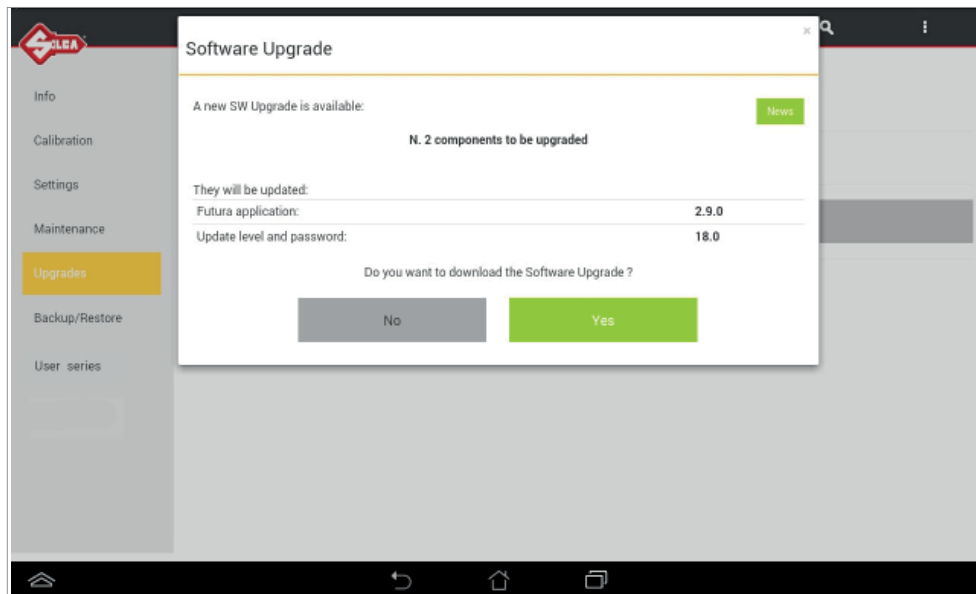 SILCA
Software Upgrade
×
Info
A new SW Upgrade is available:
News
Calibration
N. 2 components to be upgraded
Settings
They will be updated:
Futura application: 2.9.0
Maintenance
Update level and password: 18.0
Upgrades
Do you want to download the Software Upgrade ?
Backup/Restore
No
Yes
User series